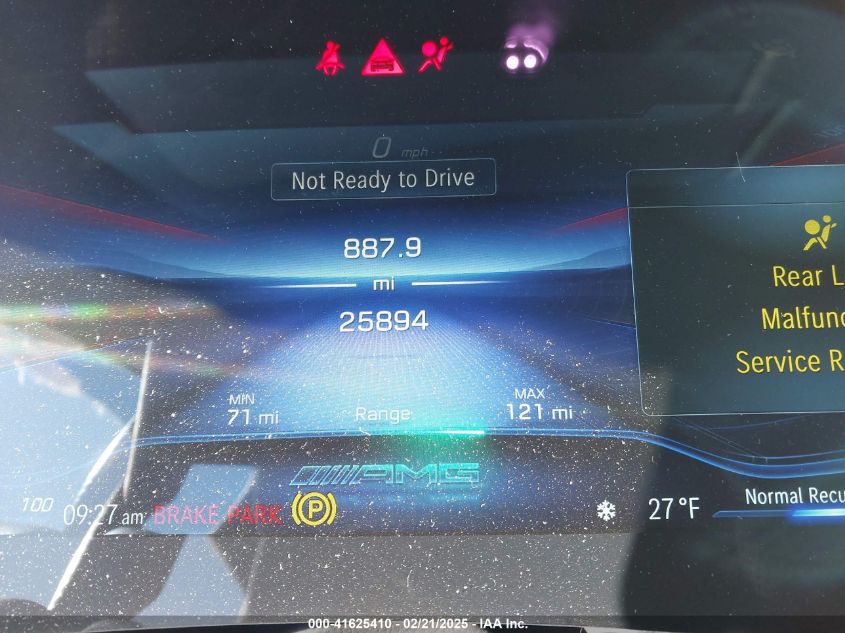 0 mph
Not Ready to Drive
887.9
mi
25894
Rear L
Malfunc
Service R
MIN
71 mi
Range
MAX
121 mi
AMG
100
09:27 am
BRAKE PARK
P
27 °F
Normal Recu
000-41625410 - 02/21/2025 - IAA Inc.